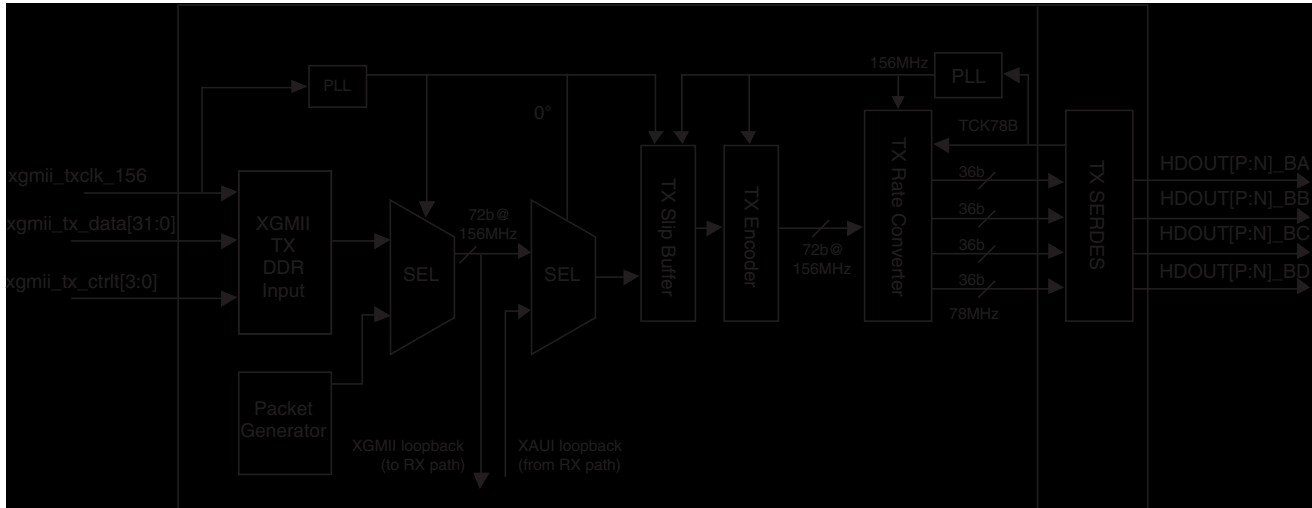 156MHz
PLL
PLL
0°
TCK78B
xgmii_txclk_156
xgmii_tx_data[31:0]
xgmii_tx_ctrlt[3:0]
XGMII
TX
DDR
Input
SEL
72b@
156MHz
SEL
TX Slip Buffer
TX Encoder
72b@
156MHz
TX Rate Converter
36b
36b
36b
36b
78MHz
TX SERDES
HDOUT[P:N]_BA
HDOUT[P:N]_BB
HDOUT[P:N]_BC
HDOUT[P:N]_BD
Packet
Generator
XGMII loopback
(to RX path)
XAUI loopback
(from RX path)